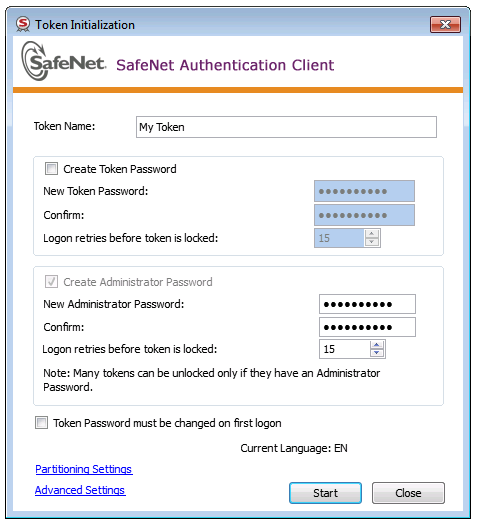 Token Initialization
SafeNet. SafeNet Authentication Client
Token Name: My Token
Create Token Password
New Token Password: ••••••••••
Confirm: ••••••••••
Logon retries before token is locked: 15
Create Administrator Password
New Administrator Password: ••••••••••
Confirm: ••••••••••
Logon retries before token is locked: 15
Note: Many tokens can be unlocked only if they have an Administrator
Password.
Token Password must be changed on first logon
Current Language: EN
Partitioning Settings
Advanced Settings
Start Close